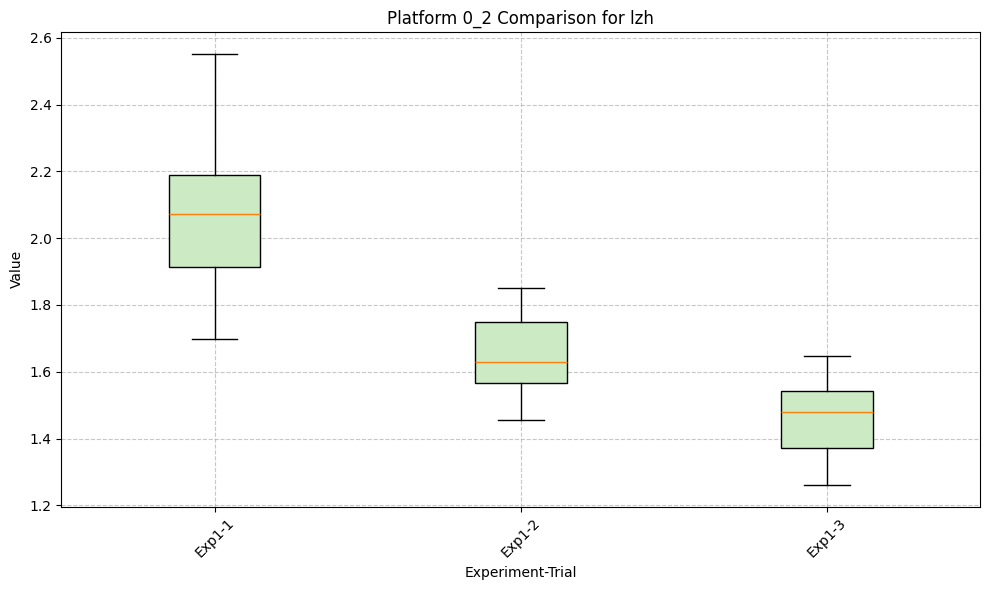 Platform 0_2 Comparison for lzh
Value
2.6
2.4
2.2
2.0
1.8
1.6
1.4
1.2
Exp1-1
Exp1-2
Exp1-3
Experiment-Trial